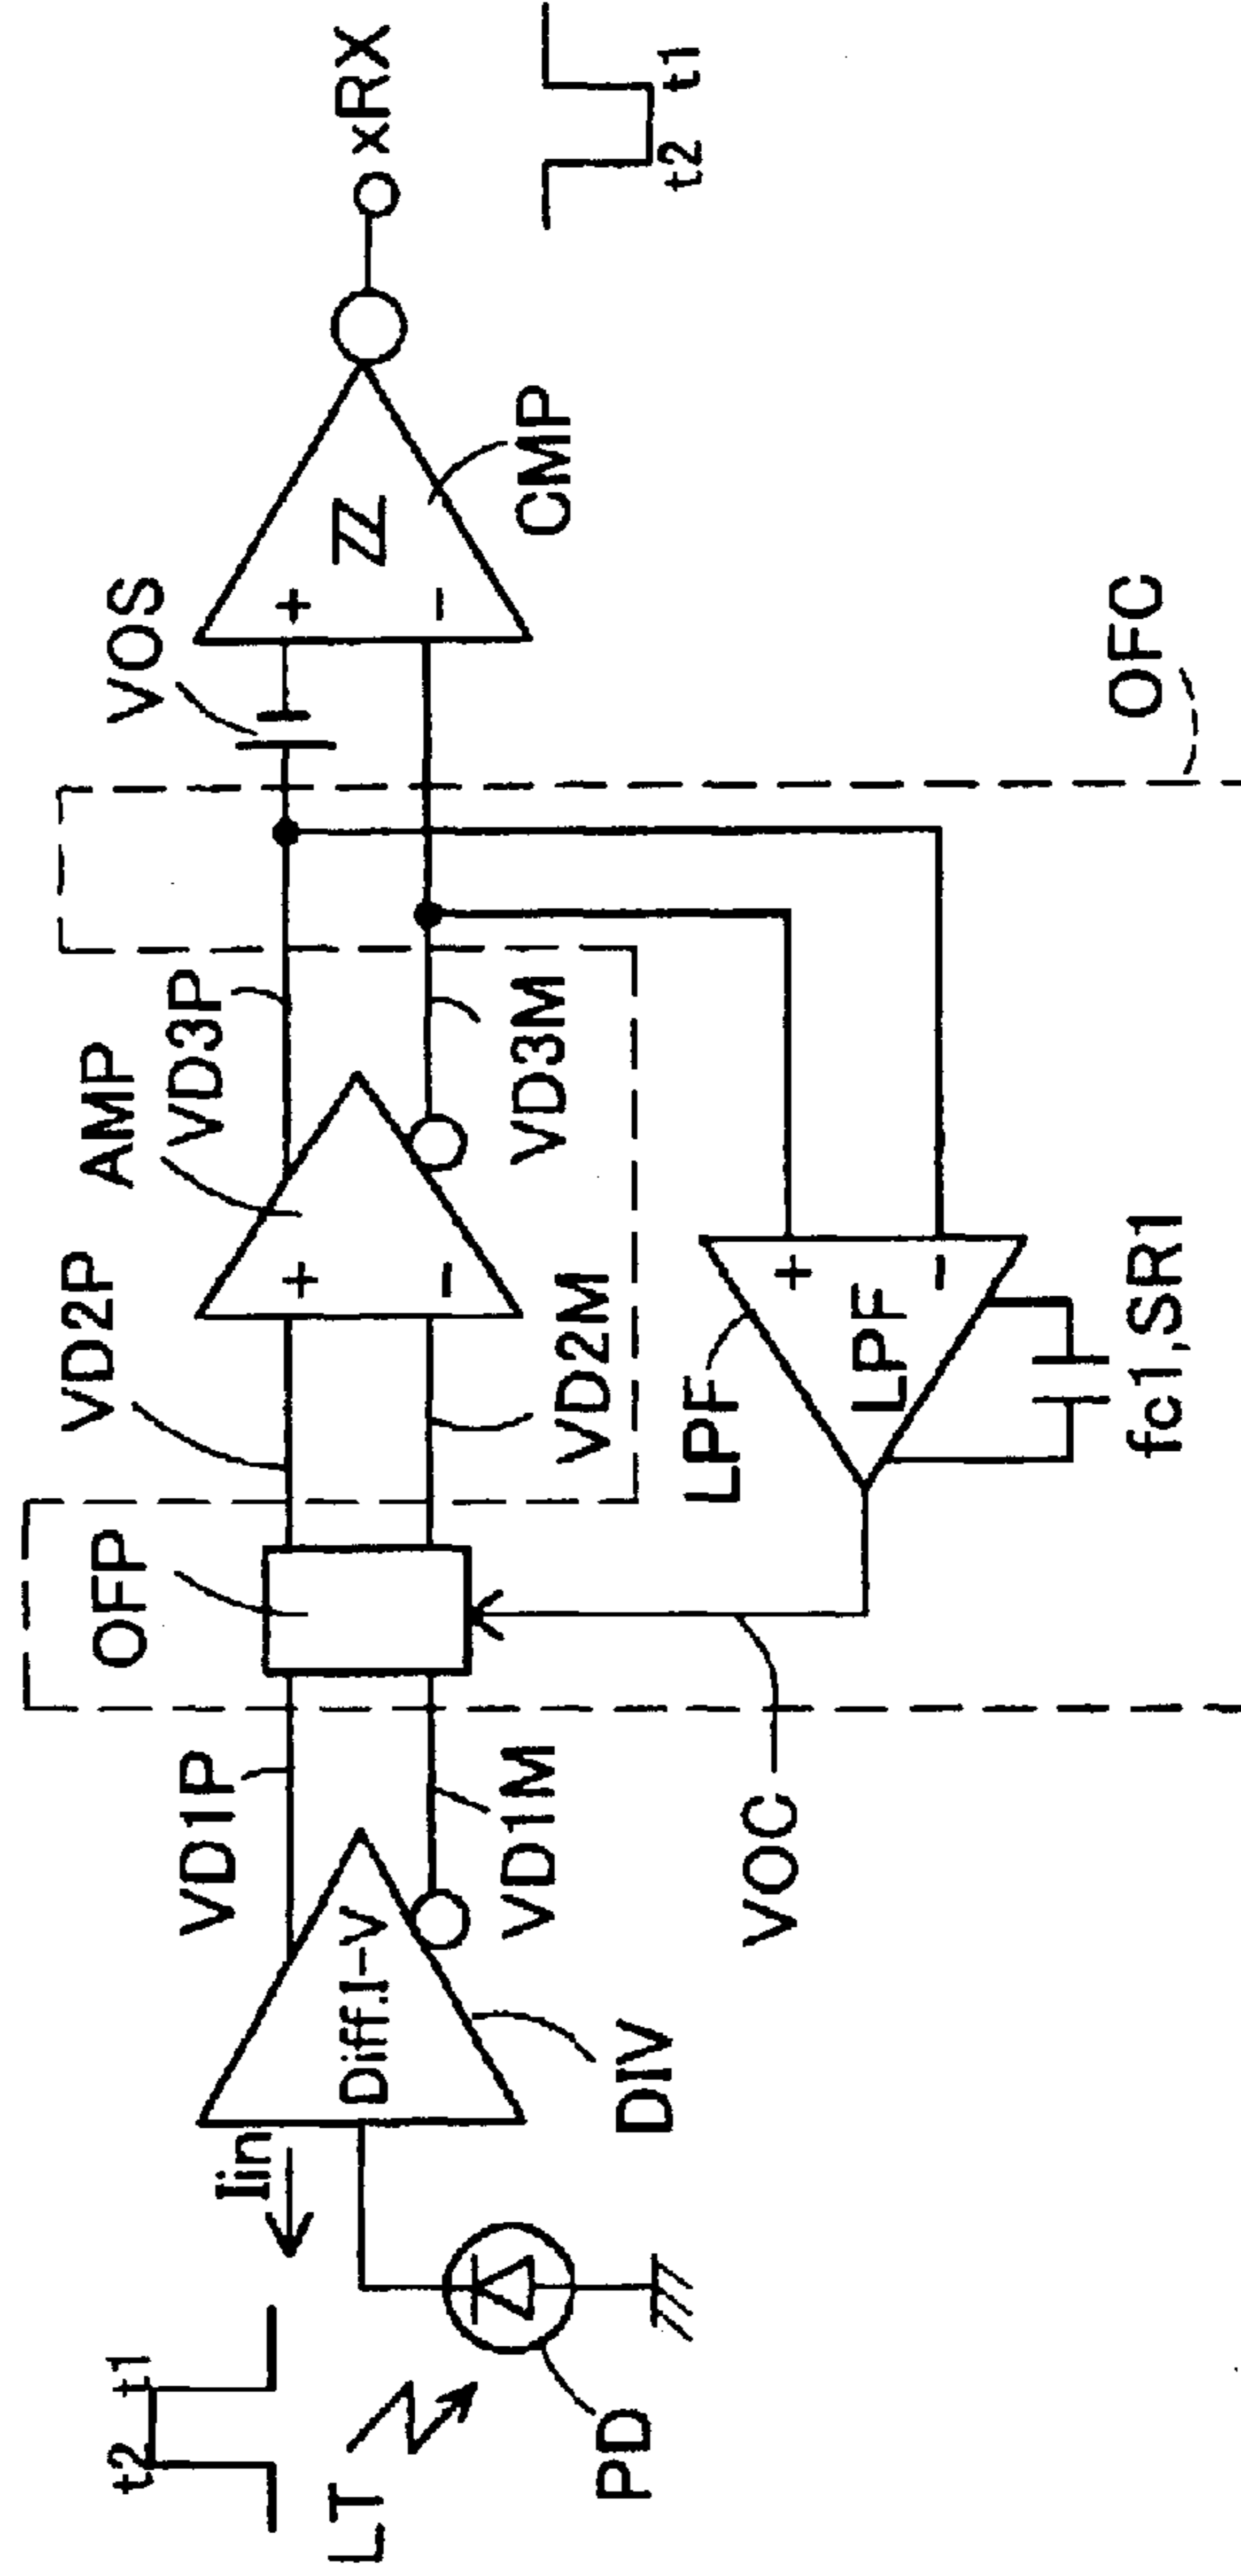 t2 t1
LT
PD
Iin
Diff.I-V
DIV
VD1P
VD1M
OFP
VOC
VD2P
VD2M
AMP
+
-
VD3P
VD3M
LPF
LPF
+
-
fc1,SR1
OFC
VOS
+
-
CMP
xRX
t2 t1